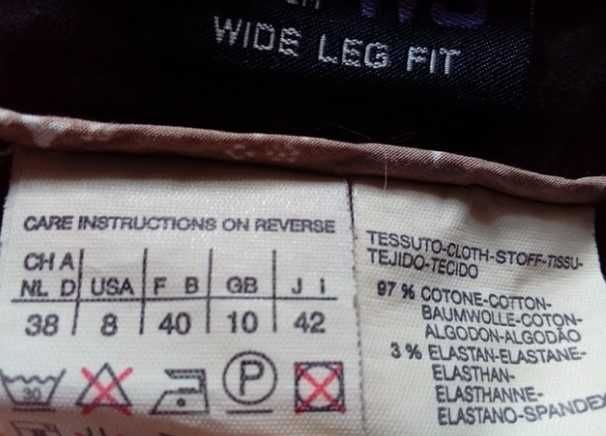 WIDE LEG FIT
CARE INSTRUCTIONS ON REVERSE
CH A
NL D USA F B GB J I
38 8 40 10 42
30 P
TESSUTO-CLOTH-STOFF-TISSU-
TEJIDO-TECIDO
97 % COTONE-COTTON-
BAUMWOLLE-COTON-
ALGODON-ALGODÃO
3 % ELASTAN-ELASTANE-
ELASTHAN-
ELASTHANNE-
ELASTANO-SPANDEX